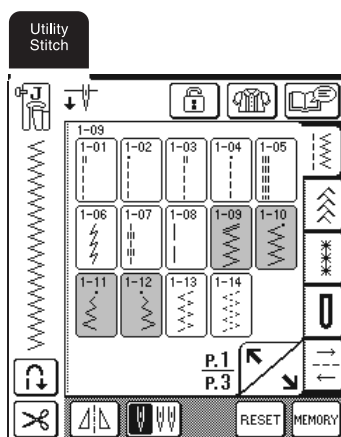 Utility
Stitch
J
1-09
1-01 1-02 1-03 1-04 1-05
1-06 1-07 1-08 1-09 1-10
1-11 1-12 1-13 1-14
P.1
P.3
RESET MEMORY